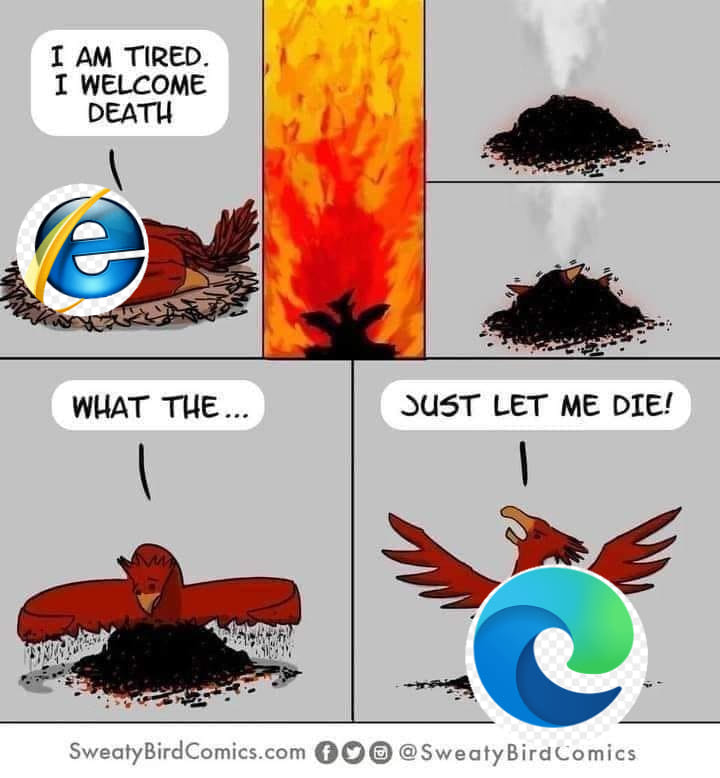 I AM TIRED.
I WELCOME
DEATH
WHAT THE...
JUST LET ME DIE!
SweatyBirdComics.com @SweatyBirdComics